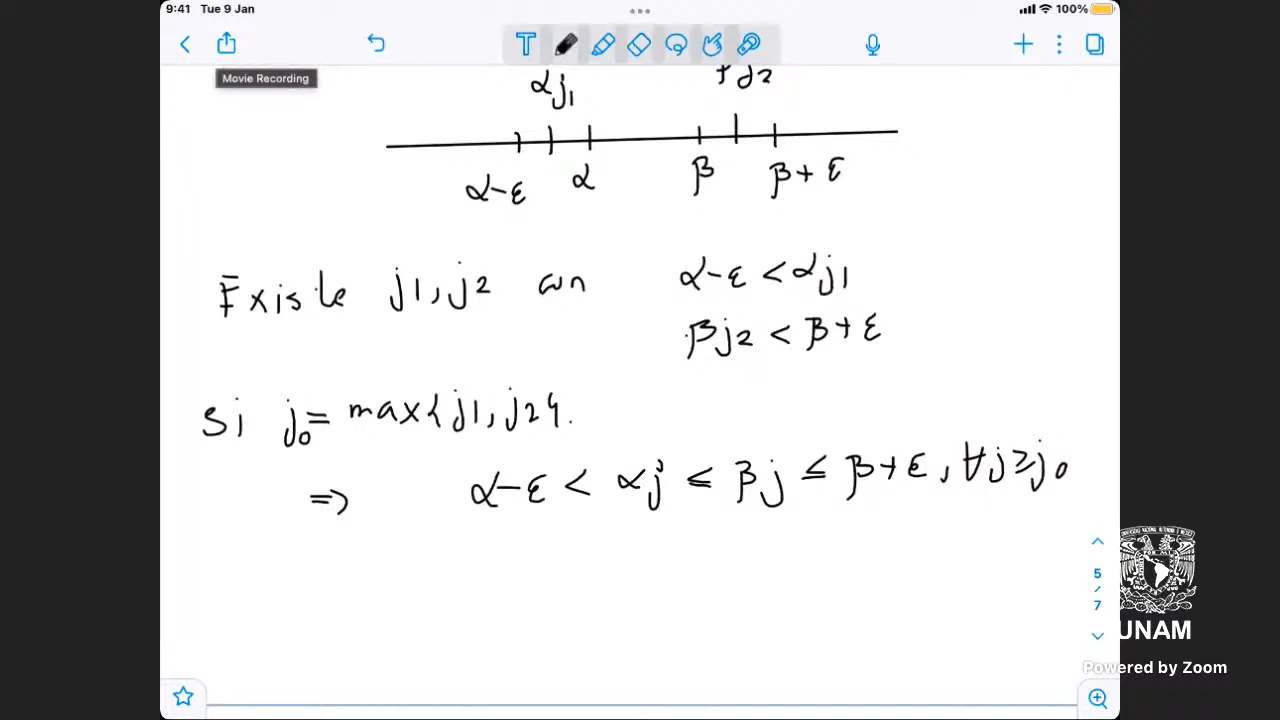 9:41 Tue 9 Jan
100%
Movie Recording
αj1
βj2
α-ε α β β+ε
Existe j1,j2 con α-ε < αj1
βj2 < β+ε
Si j0= max{j1,j2}.
⇒ α-ε < αj ≤ βj ≤ β+ε, ∀j≥j0
5
/
7
UNAM
Powered by Zoom